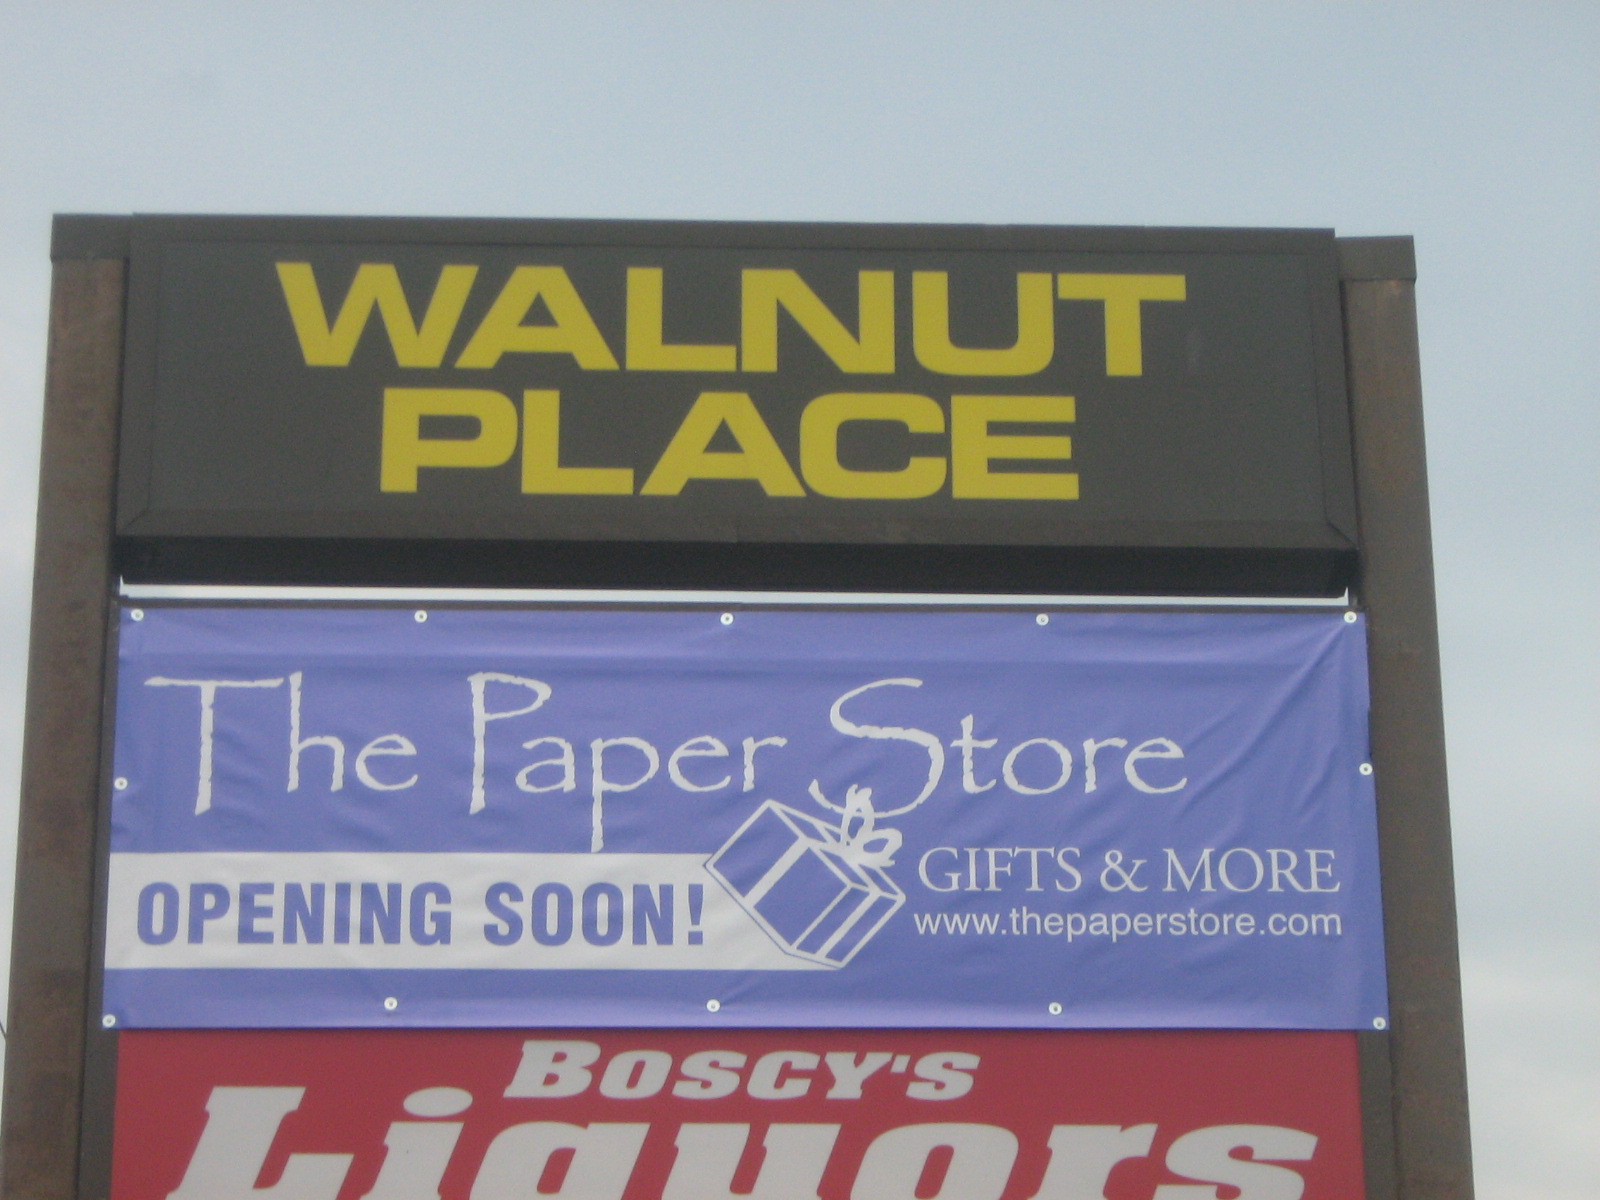 WALNUT
PLACE
The Paper Store
OPENING SOON!
GIFTS & MORE
www.thepaperstore.com
BOSCY'S
LiQUORS